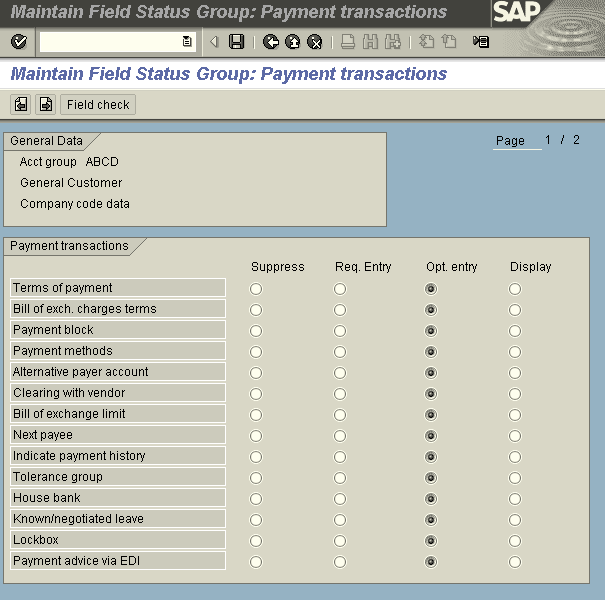 Maintain Field Status Group: Payment transactions
SAP
Maintain Field Status Group: Payment transactions
Field check
General Data
Page 1 / 2
Acct group ABCD
General Customer
Company code data
Payment transactions
Suppress Req. Entry Opt. entry Display
Terms of payment
Bill of exch. charges terms
Payment block
Payment methods
Alternative payer account
Clearing with vendor
Bill of exchange limit
Next payee
Indicate payment history
Tolerance group
House bank
Known/negotiated leave
Lockbox
Payment advice via EDI